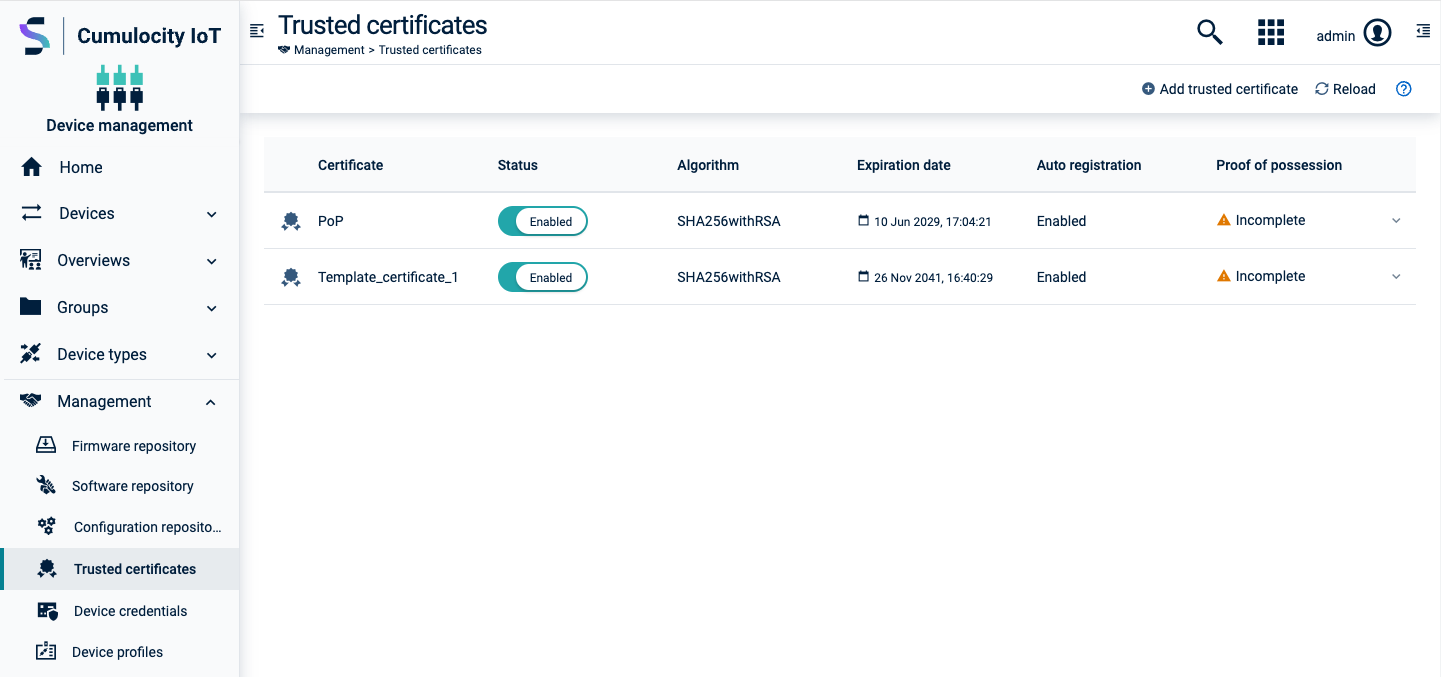 Cumulocity IoT
Device management
Home
Devices
Overviews
Groups
Device types
Management
Firmware repository
Software repository
Configuration reposito...
Trusted certificates
Device credentials
Device profiles
Trusted certificates
Management > Trusted certificates
admin
Add trusted certificate Reload
Certificate Status Algorithm Expiration date Auto registration Proof of possession
PoP Enabled SHA256withRSA 10 Jun 2029, 17:04:21 Enabled Incomplete
Template_certificate_1 Enabled SHA256withRSA 26 Nov 2041, 16:40:29 Enabled Incomplete